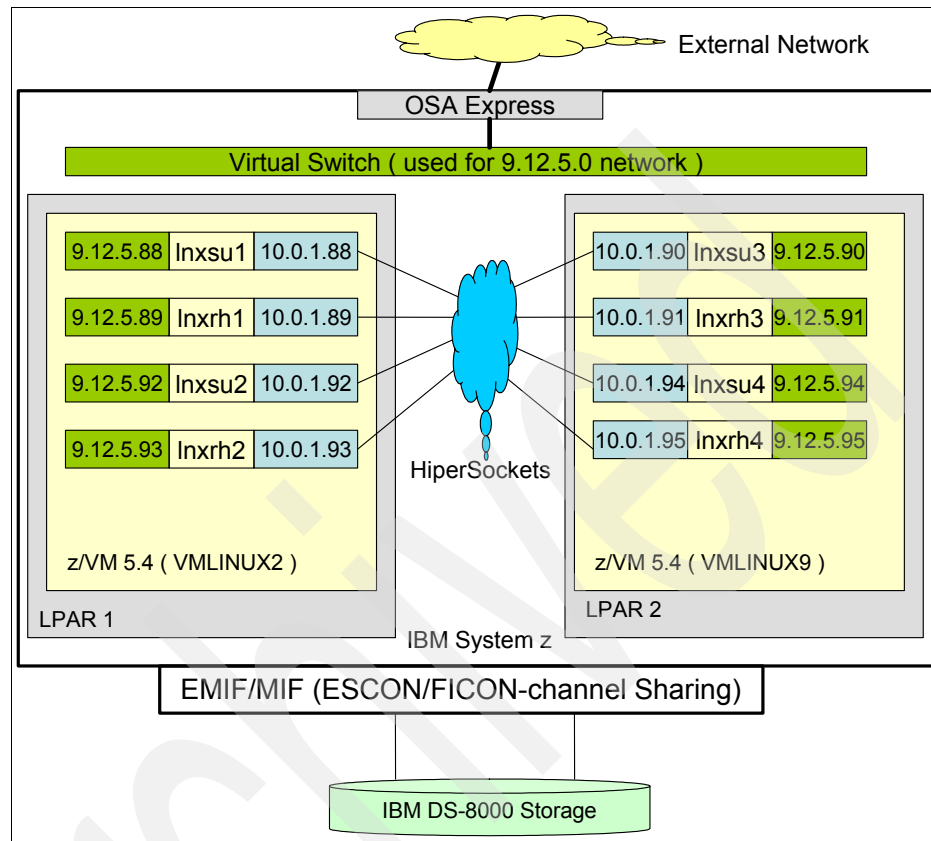 External Network
OSA Express
Virtual Switch ( used for 9.12.5.0 network )
9.12.5.88 lnxsu1 10.0.1.88
10.0.1.90 lnxsu3 9.12.5.90
9.12.5.89 lnxrh1 10.0.1.89
10.0.1.91 lnxrh3 9.12.5.91
9.12.5.92 lnxsu2 10.0.1.92
10.0.1.94 lnxsu4 9.12.5.94
9.12.5.93 lnxrh2 10.0.1.93
10.0.1.95 lnxrh4 9.12.5.95
HiperSockets
z/VM 5.4 ( VMLINUX2 )
z/VM 5.4 ( VMLINUX9 )
LPAR 1
LPAR 2
IBM System z
EMIF/MIF (ESCON/FICON-channel Sharing)
IBM DS-8000 Storage